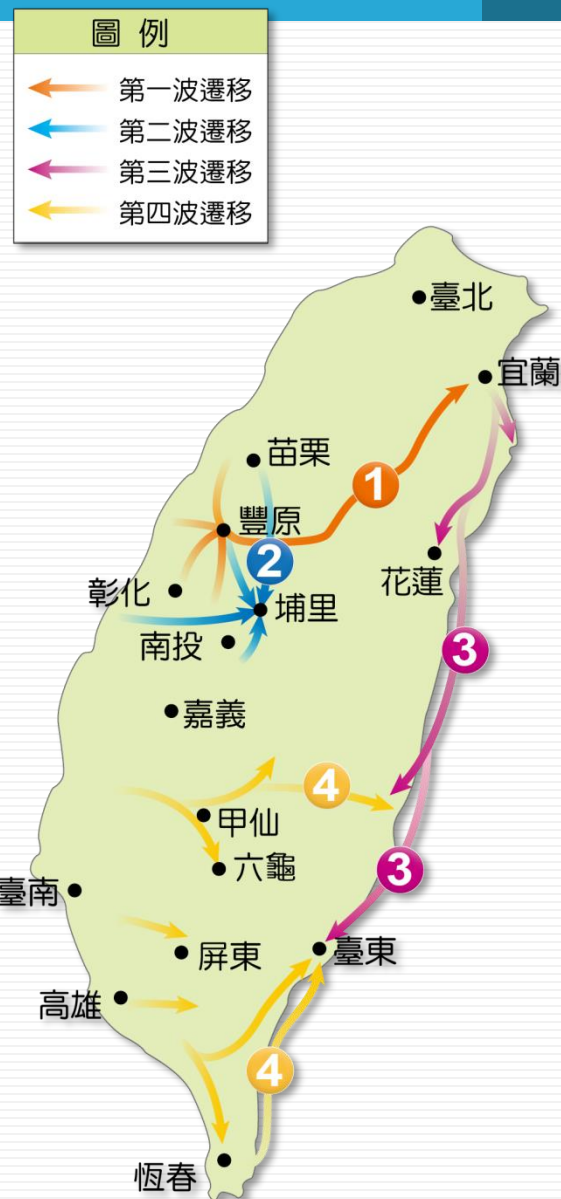 圖例
第一波遷移
第二波遷移
第三波遷移
第四波遷移
臺北
宜蘭
苗栗
1
豐原
2
花蓮
彰化
埔里
南投
3
嘉義
4
甲仙
六龜
3
臺南
屏東
臺東
高雄
4
恆春